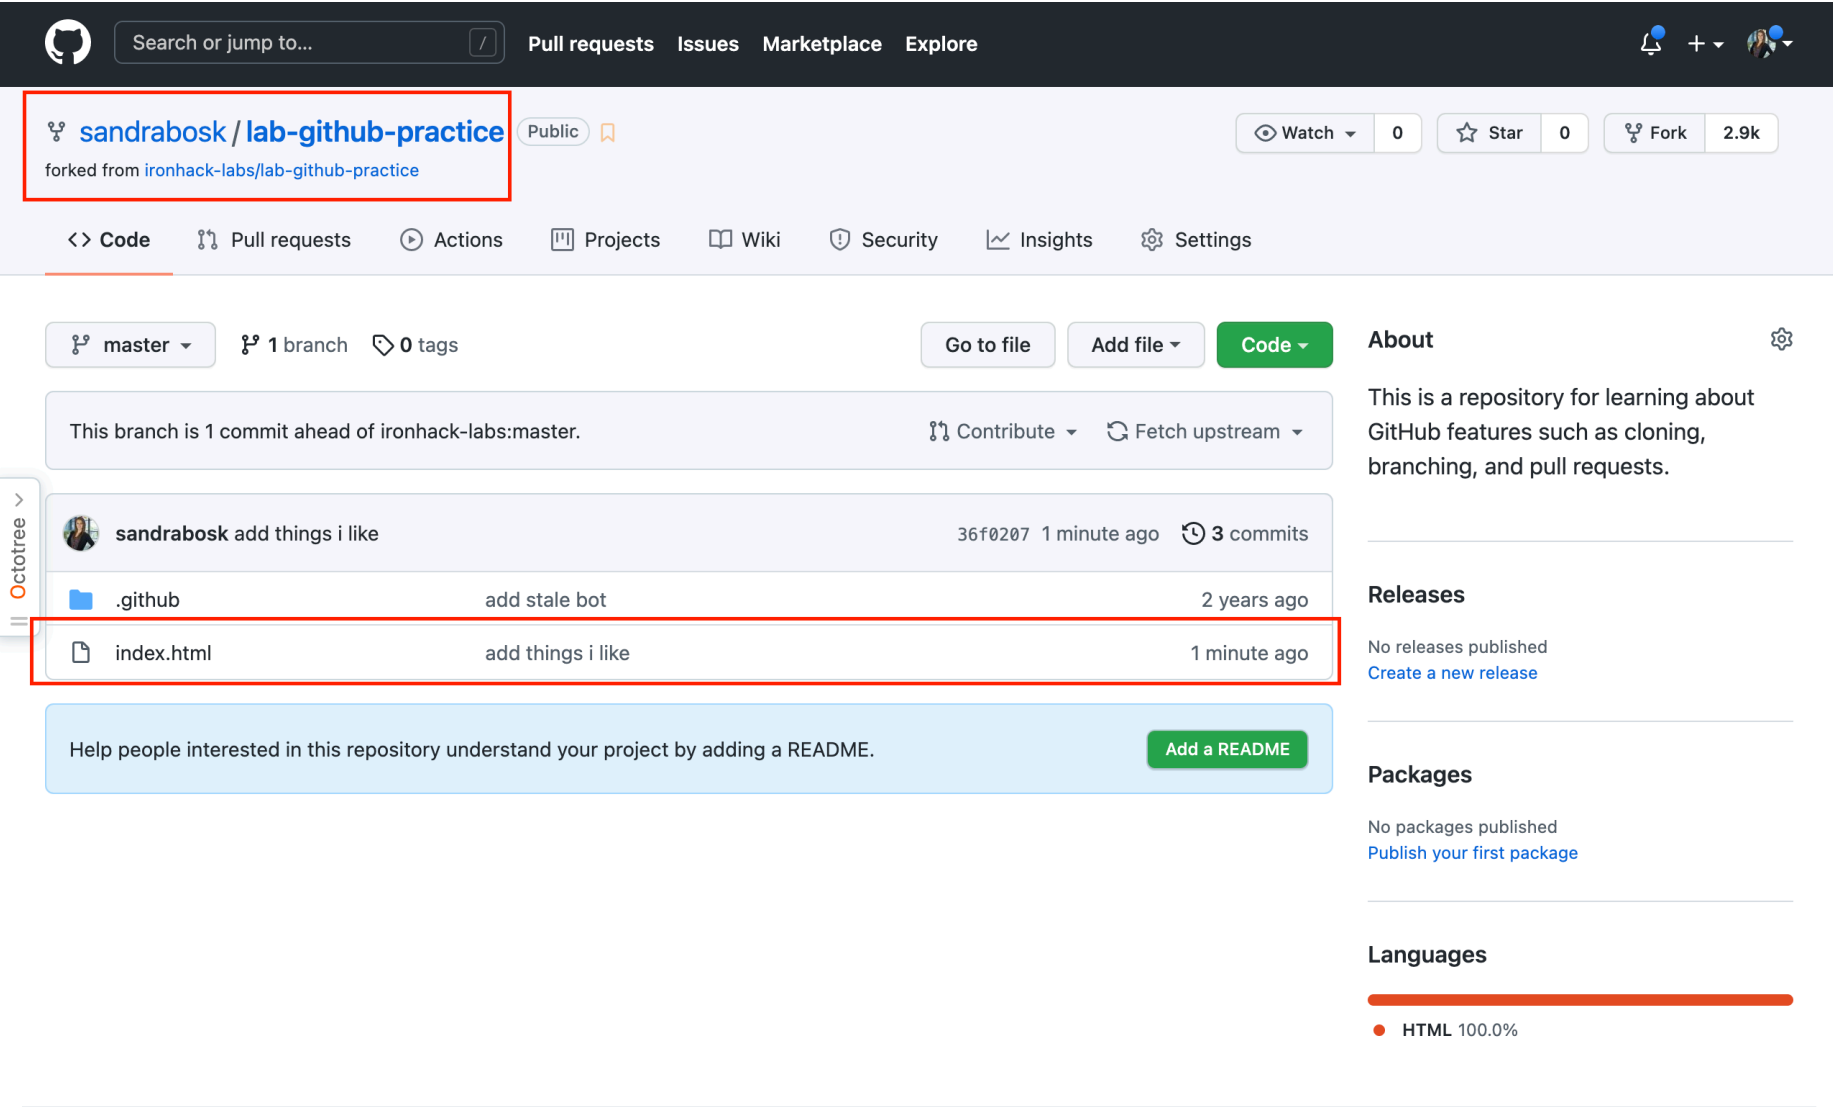 Search or jump to... / Pull requests Issues Marketplace Explore
sandrabosk / lab-github-practice Public Watch 0 Star 0 Fork 2.9k
forked from ironhack-labs/lab-github-practice
<> Code Pull requests Actions Projects Wiki Security Insights Settings
master 1 branch 0 tags Go to file Add file Code
This branch is 1 commit ahead of ironhack-labs:master. Contribute Fetch upstream
sandrabosk add things i like 36f0207 1 minute ago 3 commits
.github add stale bot 2 years ago
index.html add things i like 1 minute ago
Help people interested in this repository understand your project by adding a README. Add a README
Octotree
About
This is a repository for learning about
GitHub features such as cloning,
branching, and pull requests.
Releases
No releases published
Create a new release
Packages
No packages published
Publish your first package
Languages
HTML 100.0%